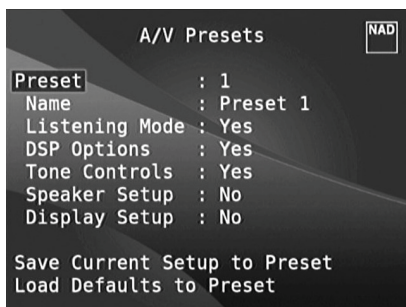 A/V Presets
NAD
Preset : 1
Name : Preset 1
Listening Mode : Yes
DSP Options : Yes
Tone Controls : Yes
Speaker Setup : No
Display Setup : No
Save Current Setup to Preset
Load Defaults to Preset